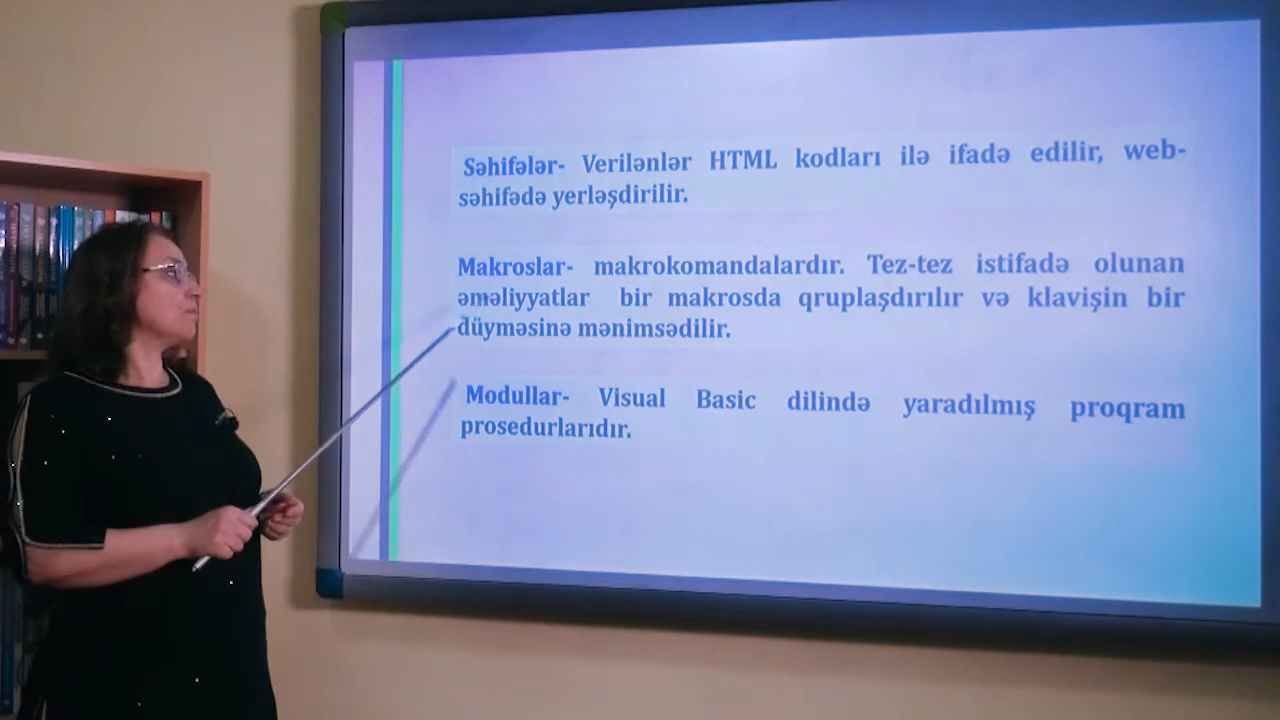 Səhifələr- Verilənlər HTML kodları ilə ifadə edilir, web-
səhifədə yerləşdirilir.
Makroslar- makrokomandalardır. Tez-tez istifadə olunan
əməliyyatlar bir makrosda qruplaşdırılır və klavişin bir
düyməsinə mənimsədilir.
Modullar- Visual Basic dilində yaradılmış proqram
prosedurlarıdır.